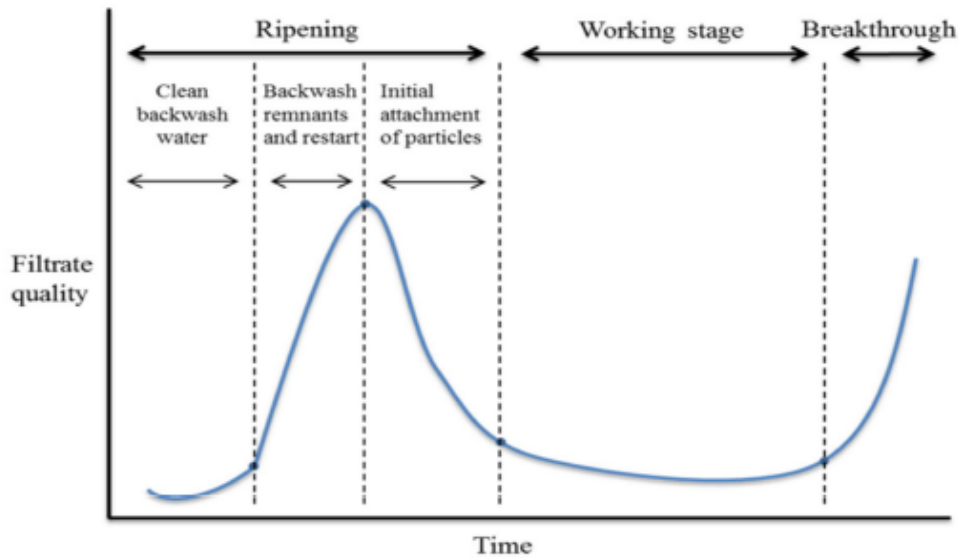 Ripening
Working stage
Breakthrough
Clean
backwash
water
Backwash
remnants
and restart
Initial
attachment
of particles
Filtrate
quality
Time